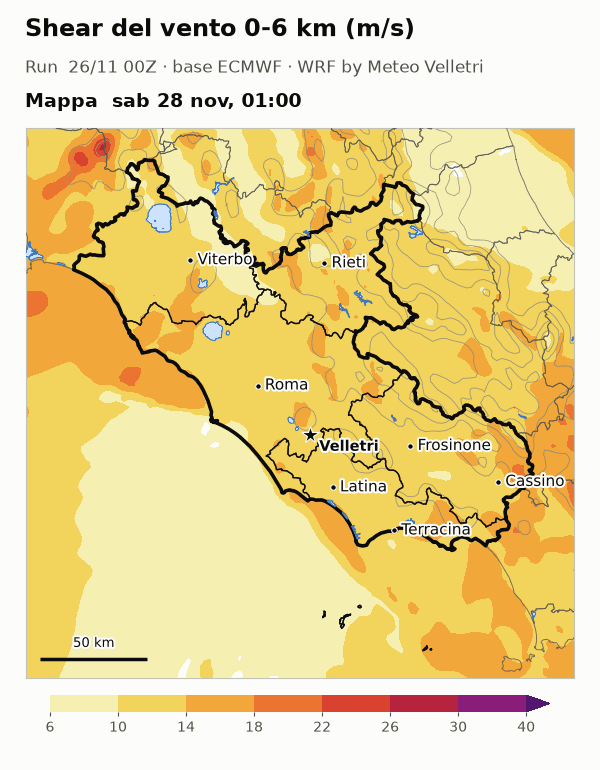 Shear del vento 0-6 km (m/s)
Run  26/11 00Z · base ECMWF · WRF by Meteo Velletri
Mappa  sab 28 nov, 01:00
Viterbo
Rieti
Roma
Velletri
Frosinone
Latina
Cassino
Terracina
50 km
6 10 14 18 22 26 30 40